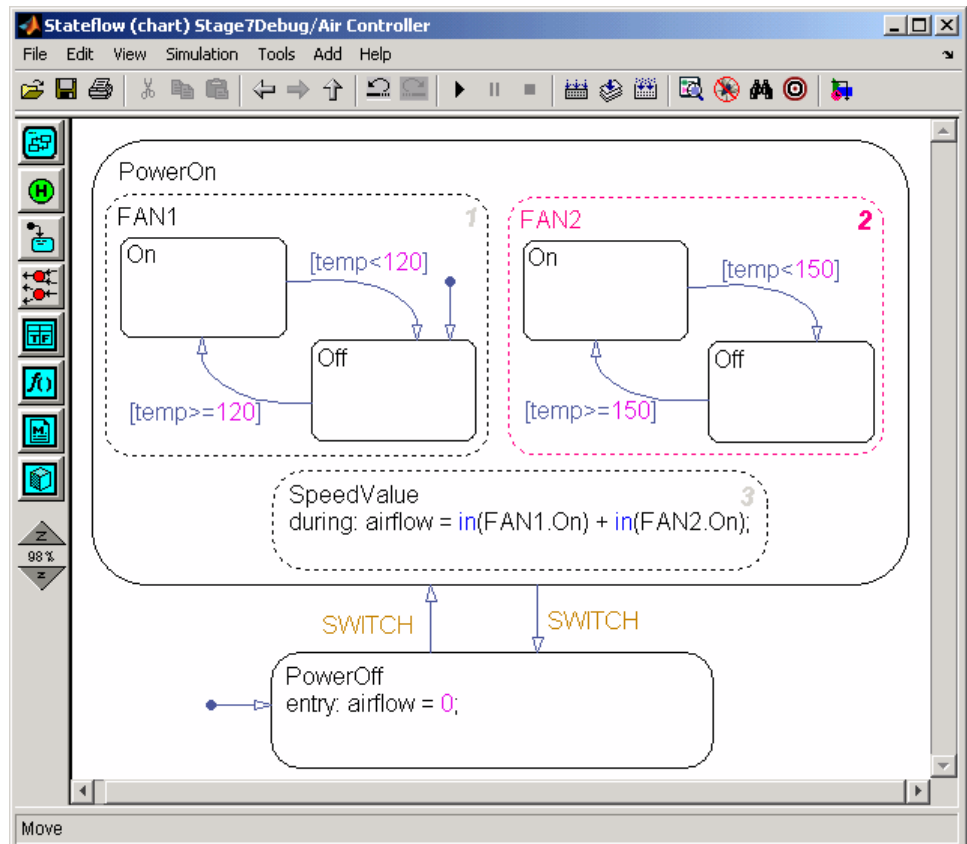 Stateflow (chart) Stage7Debug/Air Controller
File Edit View Simulation Tools Add Help
PowerOn
FAN1 1
On
[temp<120]
Off
[temp>=120]
FAN2 2
On
[temp<150]
Off
[temp>=150]
SpeedValue 3
during: airflow = in(FAN1.On) + in(FAN2.On);
SWITCH
SWITCH
PowerOff
entry: airflow = 0;
H
TF
f()
M
Z
98 %
z
Move